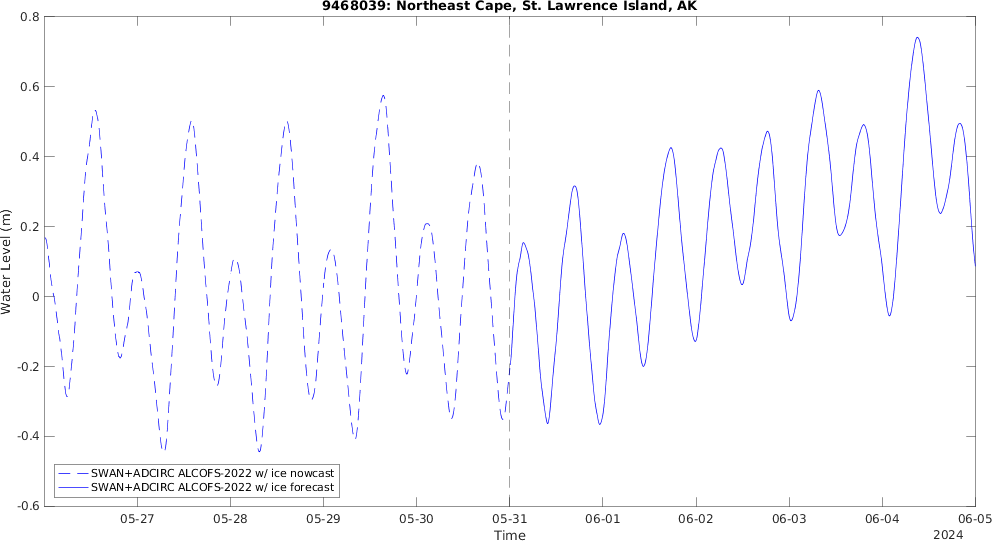 9468039: Northeast Cape, St. Lawrence Island, AK
0.8
0.6
0.4
0.2
0
-0.2
-0.4
-0.6
Water Level (m)
SWAN+ADCIRC ALCOFS-2022 w/ ice nowcast
SWAN+ADCIRC ALCOFS-2022 w/ ice forecast
05-27 05-28 05-29 05-30 05-31 06-01 06-02 06-03 06-04 06-05
Time
2024